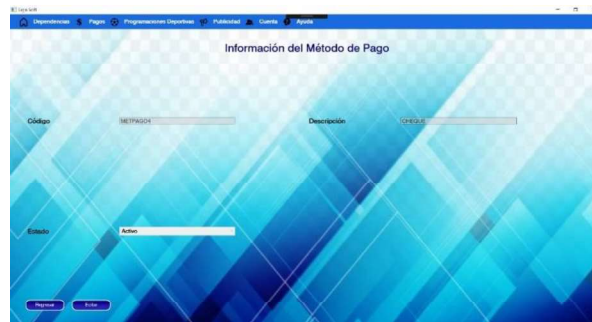 Dependencias $ Pagos Programaciones Deportivas Publicidad Cuenta Ayuda
Información del Método de Pago
Código METPAGO4 Descripción CHEQUE
Estado Activo
Regresar